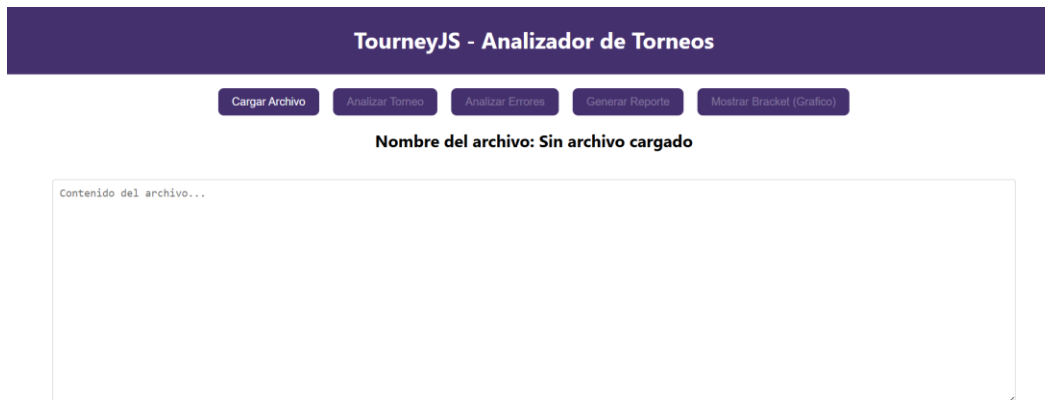 TourneyJS - Analizador de Torneos
Cargar Archivo Analizar Torneo Analizar Errores Generar Reporte Mostrar Bracket (Grafico)
Nombre del archivo: Sin archivo cargado
Contenido del archivo...